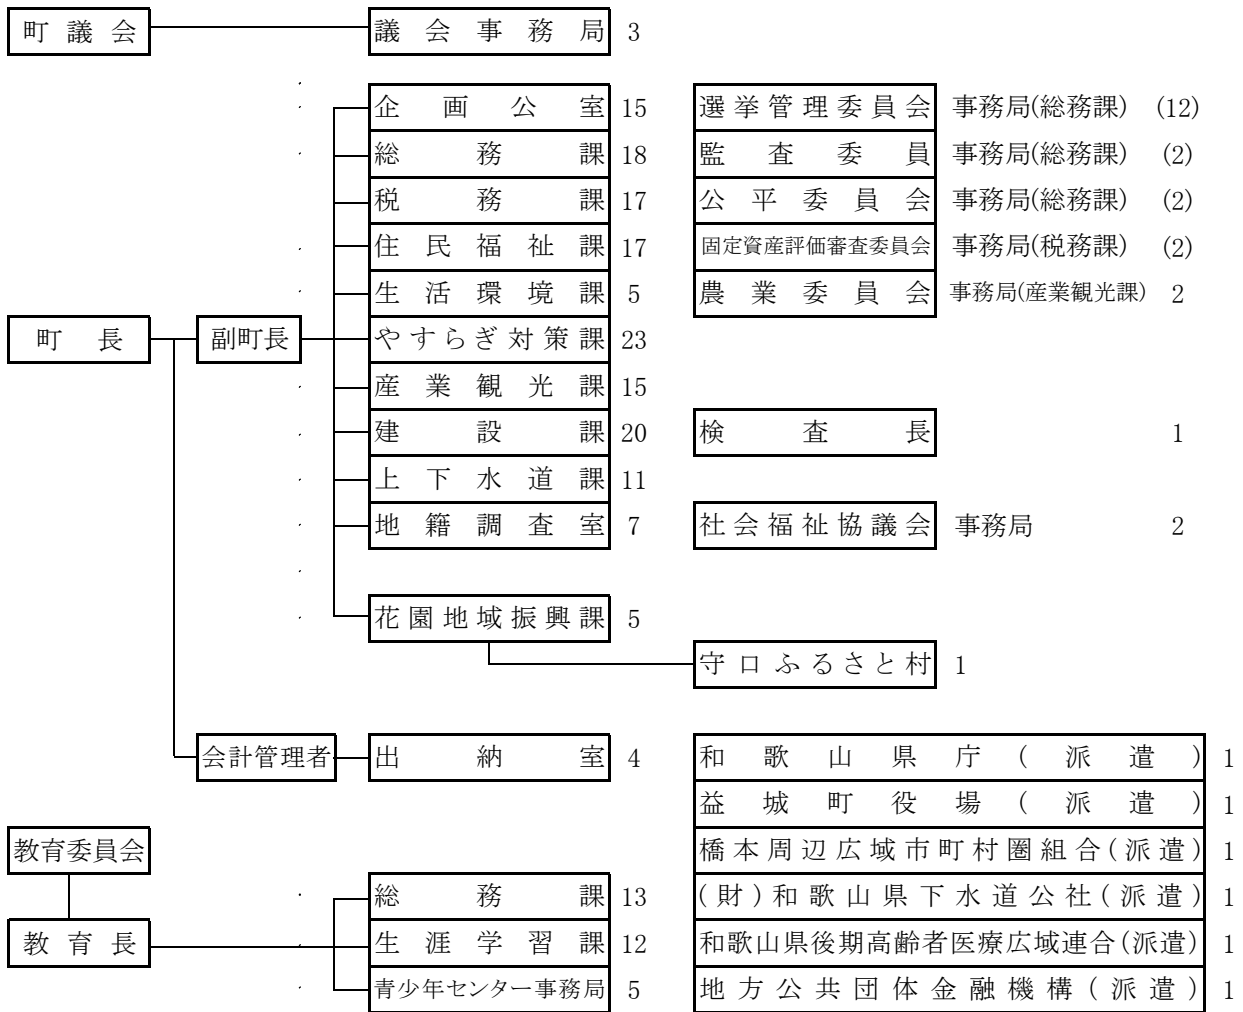 町議会 議会事務局 3
企画公室 15 選挙管理委員会 事務局(総務課) (12)
総務課 18 監査委員 事務局(総務課) (2)
税務課 17 公平委員会 事務局(総務課) (2)
住民福祉課 17 固定資産評価審査委員会 事務局(税務課) (2)
生活環境課 5 農業委員会 事務局(産業観光課) 2
町長 副町長 やすらぎ対策課 23
産業観光課 15
建設課 20 検査長 1
上下水道課 11
地籍調査室 7 社会福祉協議会 事務局 2
花園地域振興課 5
守口ふるさと村 1
会計管理者 出納室 4 和歌山県庁(派遣) 1
益城町役場(派遣) 1
教育委員会 橋本周辺広域市町村圏組合(派遣) 1
総務課 13 (財)和歌山県下水道公社(派遣) 1
教育長 生涯学習課 12 和歌山県後期高齢者医療広域連合(派遣) 1
青少年センター事務局 5 地方公共団体金融機構(派遣) 1